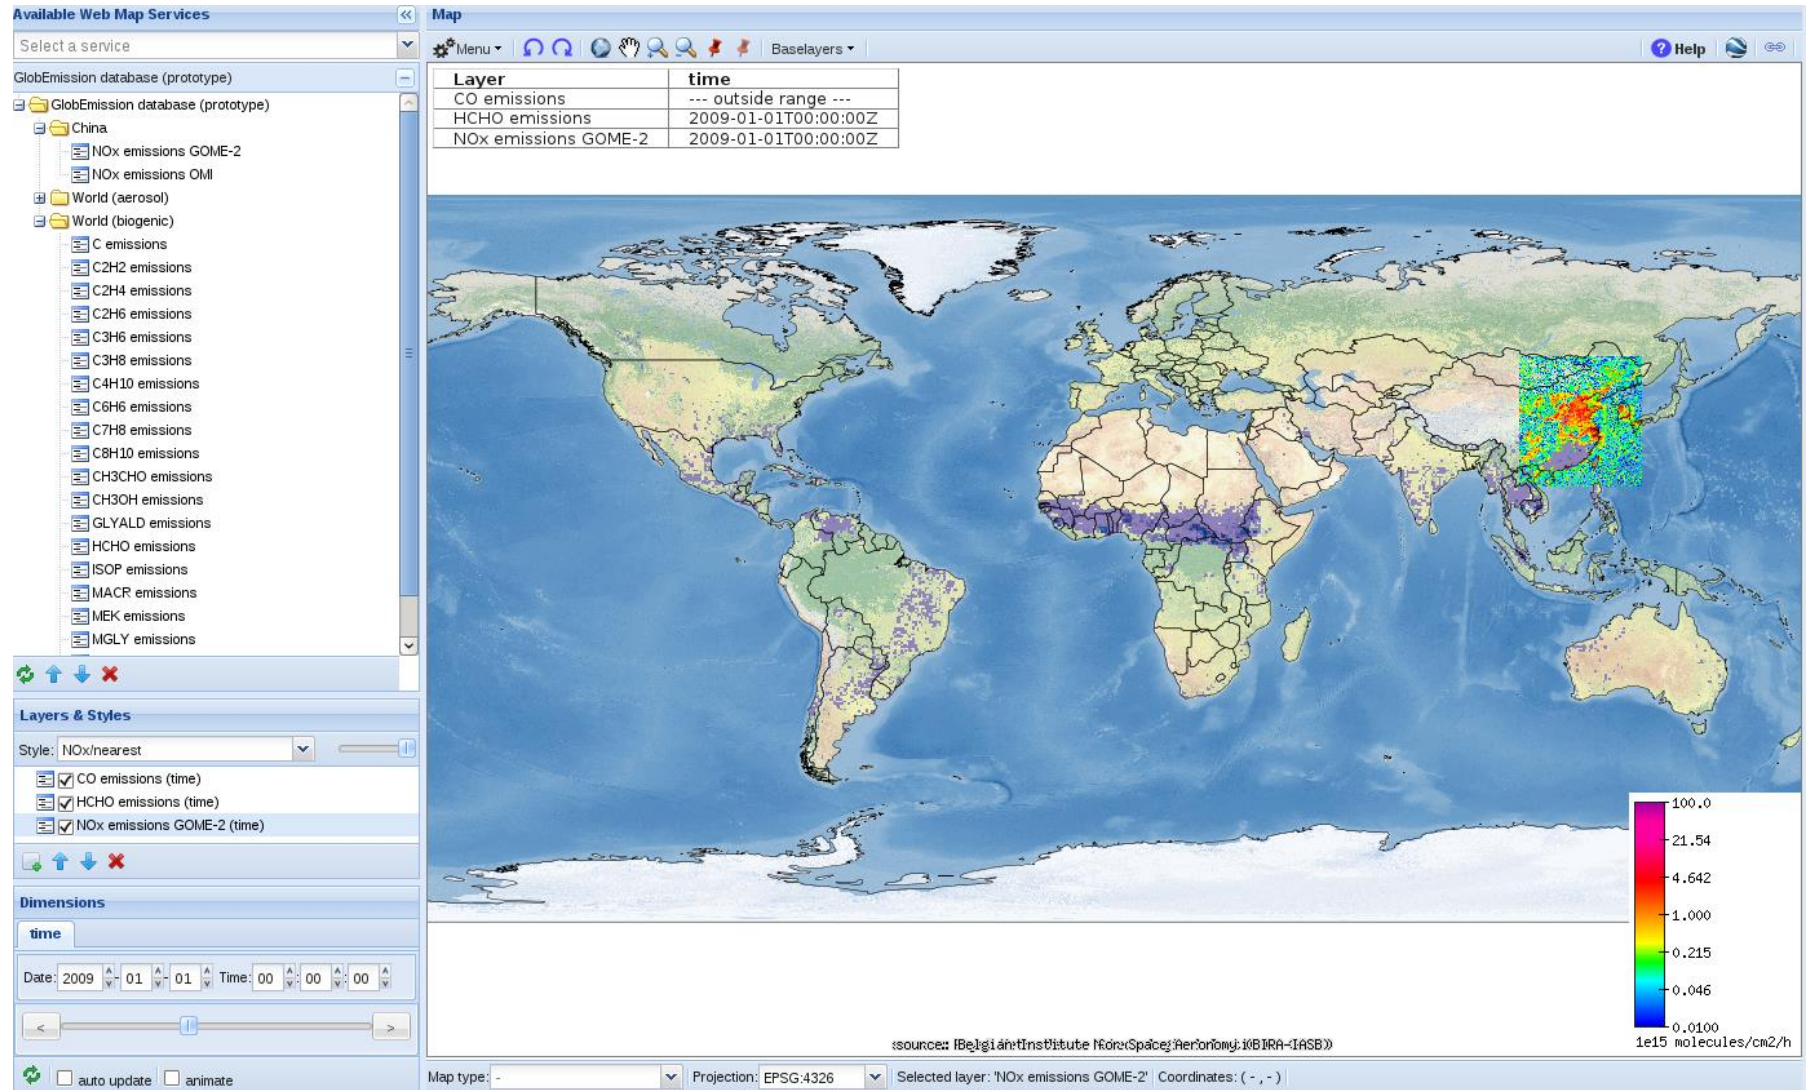 Available Web Map Services
Select a service
GlobEmission database (prototype)
GlobEmission database (prototype)
China
NOx emissions GOME-2
NOx emissions OMI
World (aerosol)
World (biogenic)
C emissions
C2H2 emissions
C2H4 emissions
C2H6 emissions
C3H6 emissions
C3H8 emissions
C4H10 emissions
C6H6 emissions
C7H8 emissions
C8H10 emissions
CH3CHO emissions
CH3OH emissions
GLYALD emissions
HCHO emissions
ISOP emissions
MACR emissions
MEK emissions
MGLY emissions
Layers & Styles
Style: NOx/nearest
CO emissions (time)
HCHO emissions (time)
NOx emissions GOME-2 (time)
Dimensions
time
Date: 2009 - 01 - 01 Time: 00 : 00 : 00
< >
auto update animate
Map
Menu Baselayers Help
Layer time
CO emissions --- outside range ---
HCHO emissions 2009-01-01T00:00:00Z
NOx emissions GOME-2 2009-01-01T00:00:00Z
100.0
21.54
4.642
1.000
0.215
0.046
0.0100
1e15 molecules/cm2/h
Map type: - Projection: EPSG:4326 Selected layer: 'NOx emissions GOME-2' Coordinates: ( - , - )